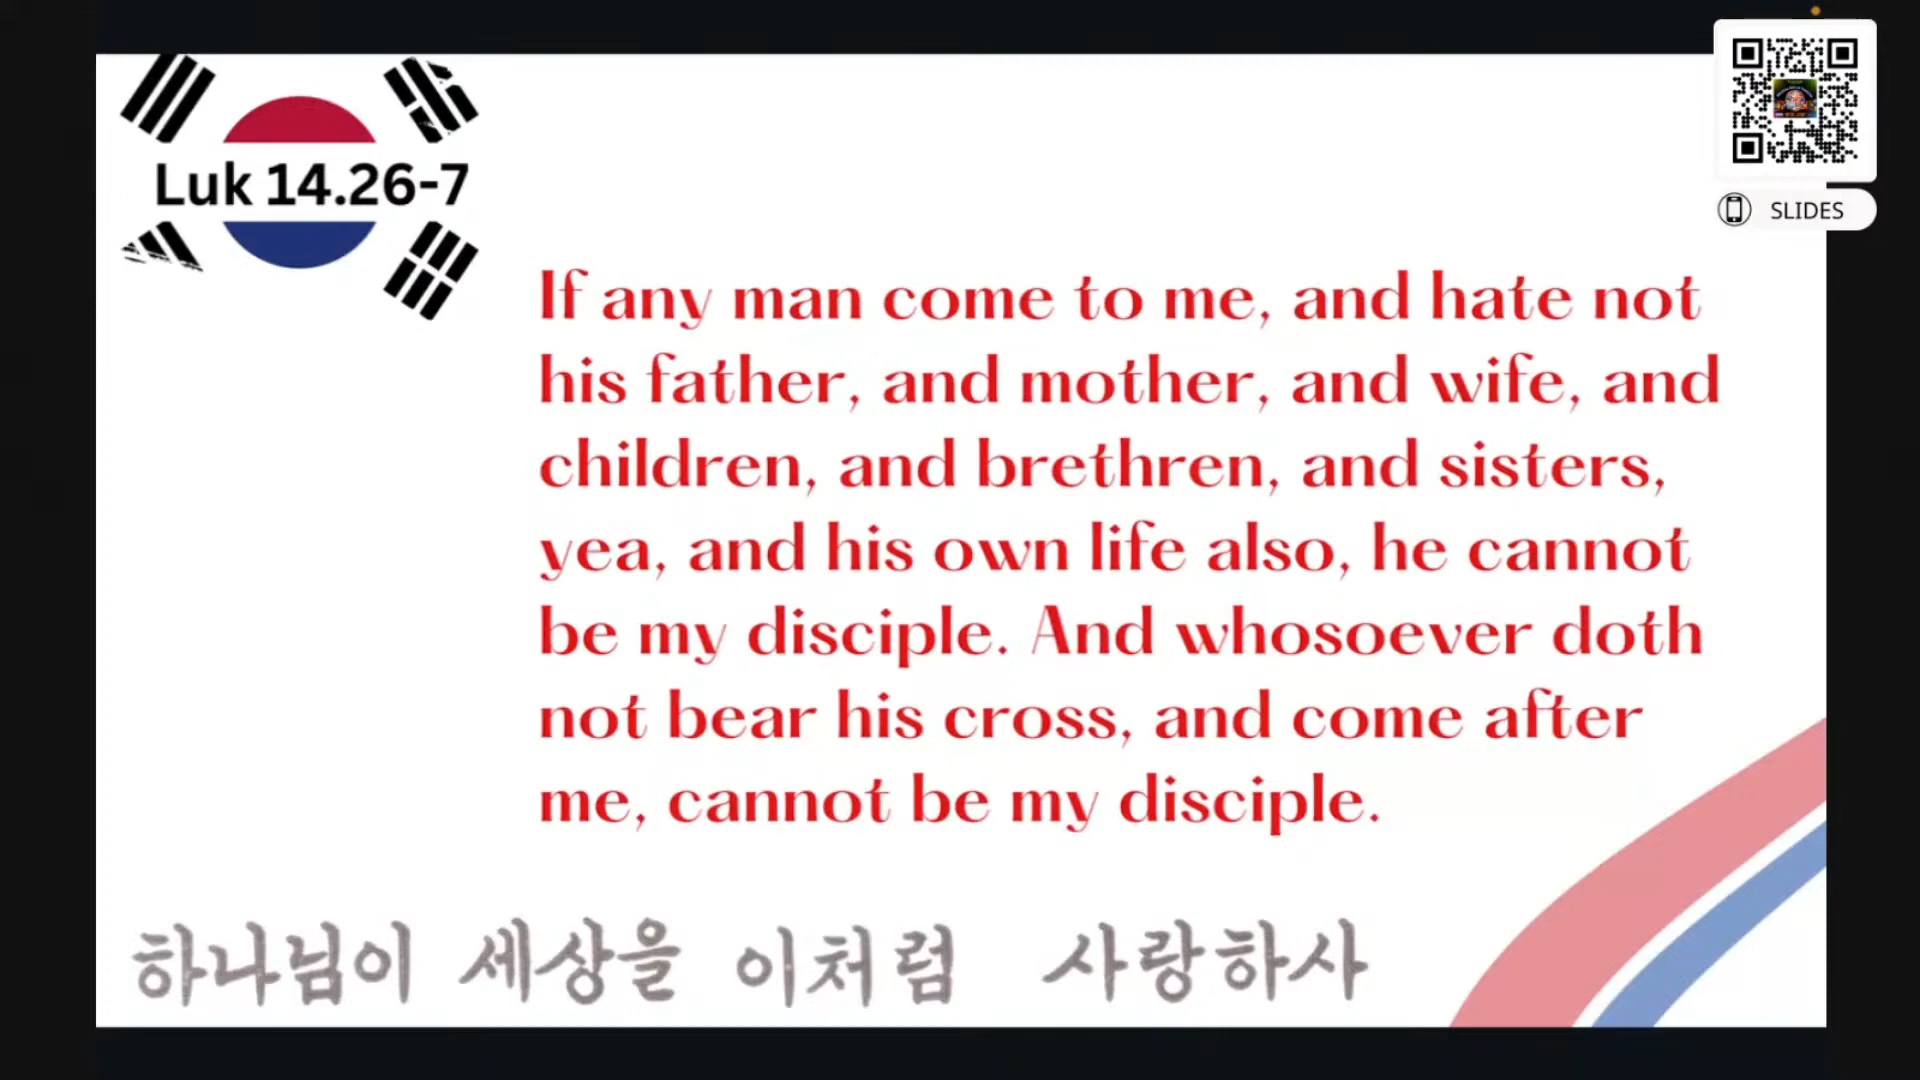 Luk 14.26-7
SLIDES
If any man come to me, and hate not
his father, and mother, and wife, and
children, and brethren, and sisters,
yea, and his own life also, he cannot
be my disciple. And whosoever doth
not bear his cross, and come after
me, cannot be my disciple.
하나님이 세상을 이처럼 사랑하사